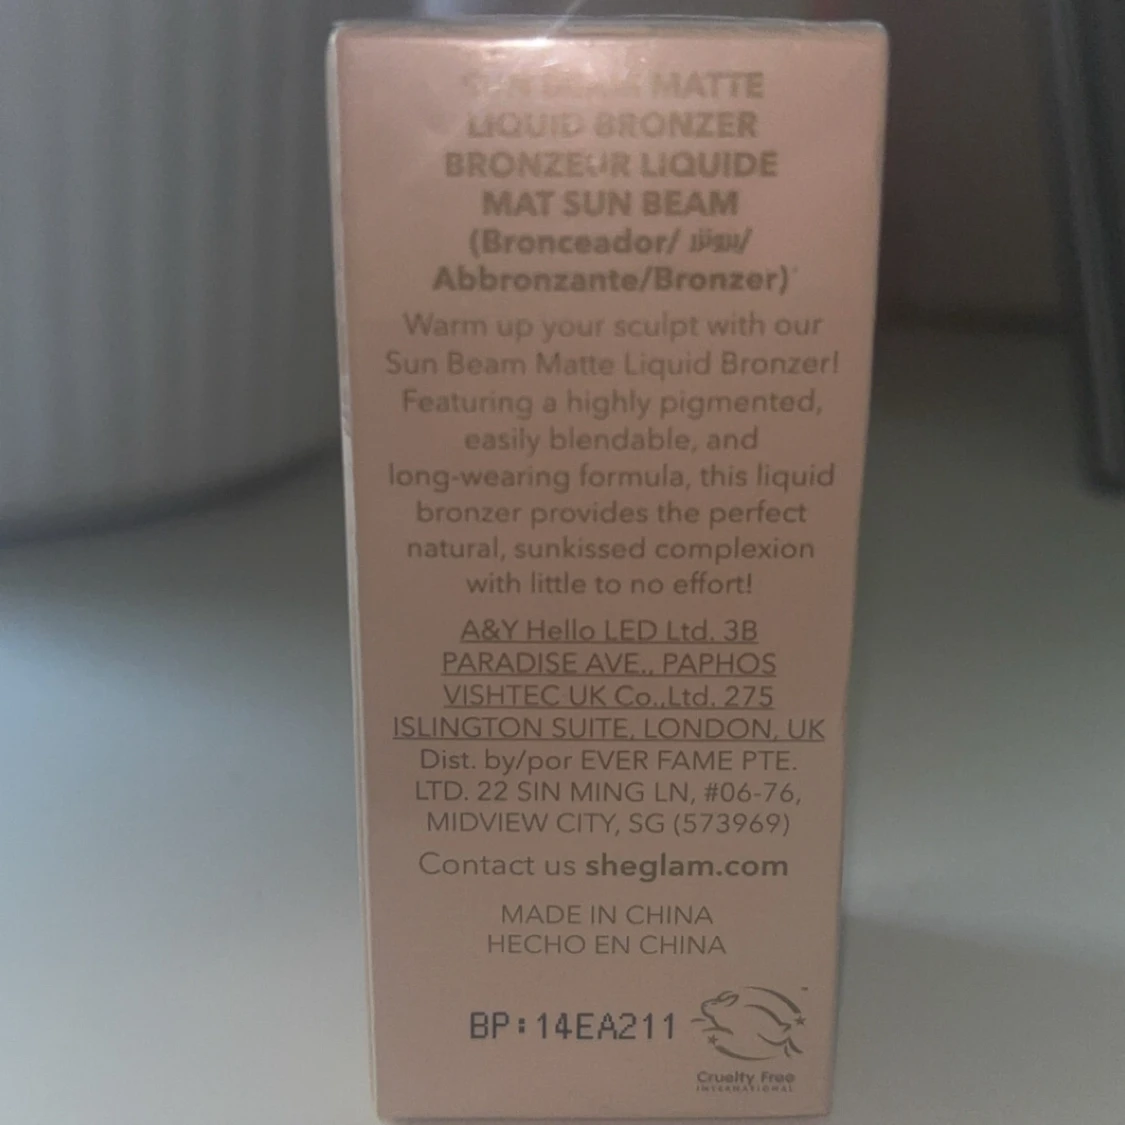 SUN BEAM MATTE
LIQUID BRONZER
BRONZEUR LIQUIDE
MAT SUN BEAM
(Bronceador/ /
Abbronzante/Bronzer)
Warm up your sculpt with our
Sun Beam Matte Liquid Bronzer!
Featuring a highly pigmented,
easily blendable, and
long-wearing formula, this liquid
bronzer provides the perfect
natural, sunkissed complexion
with little to no effort!
A&Y Hello LED Ltd. 3B
PARADISE AVE., PAPHOS
VISHTEC UK Co.,Ltd. 275
ISLINGTON SUITE, LONDON, UK
Dist. by/por EVER FAME PTE.
LTD. 22 SIN MING LN, #06-76,
MIDVIEW CITY, SG (573969)
Contact us sheglam.com
MADE IN CHINA
HECHO EN CHINA
BP:14EA211
Cruelty Free
INTERNATIONAL